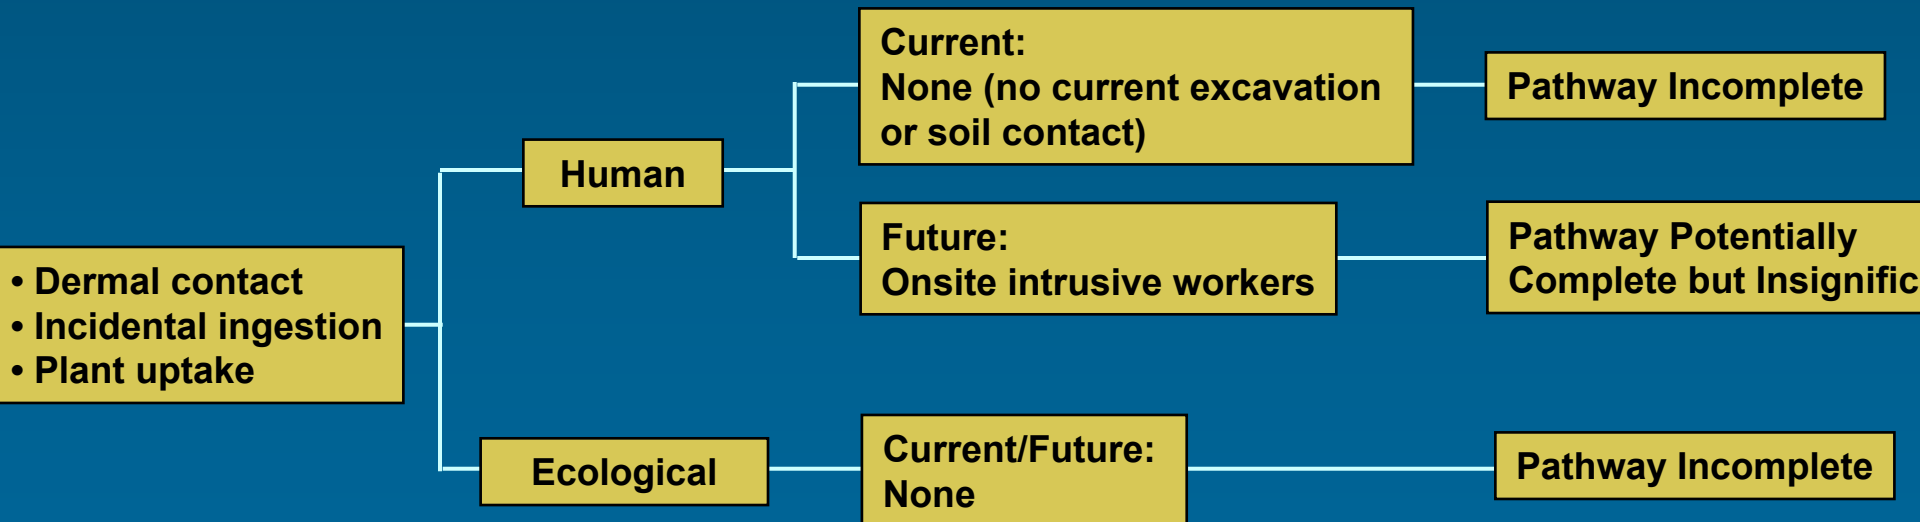 Current:
None (no current excavation
or soil contact)
Pathway Incomplete
Human
Future:
Onsite intrusive workers
Pathway Potentially
Complete but
• Dermal contact
• Incidental ingestion
• Plant uptake
Ecological
Current/Future:
None
Pathway Incomplete